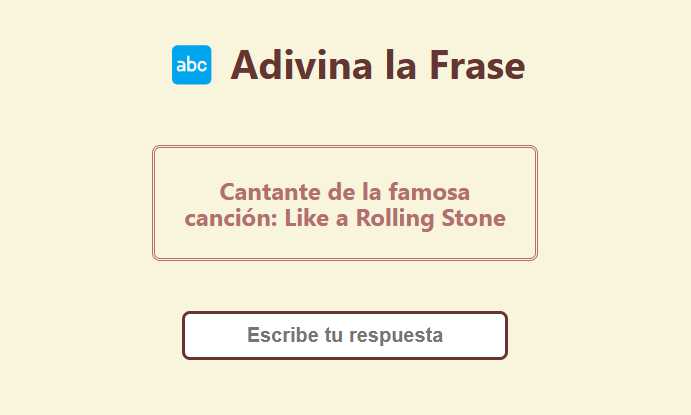 abc Adivina la Frase
Cantante de la famosa
canción: Like a Rolling Stone
Escribe tu respuesta